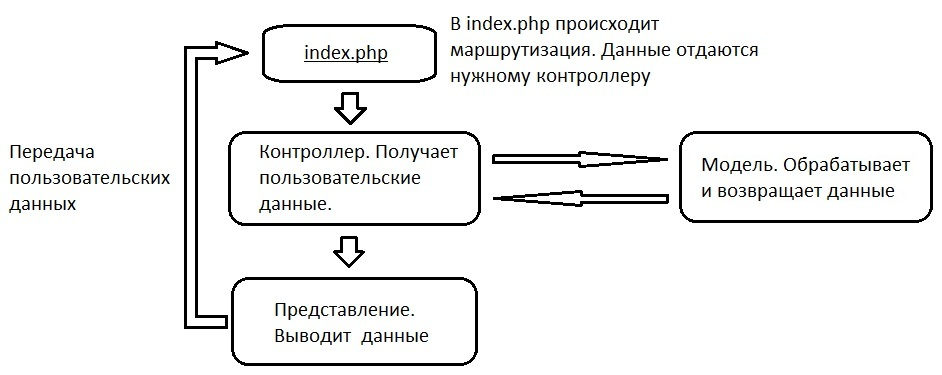 index.php
В index.php происходит
маршрутизация. Данные отдаются
нужному контроллеру
Передача
пользовательских
данных
Контроллер. Получает
пользовательские
данные.
Модель. Обрабатывает
и возвращает данные
Представление.
Выводит данные